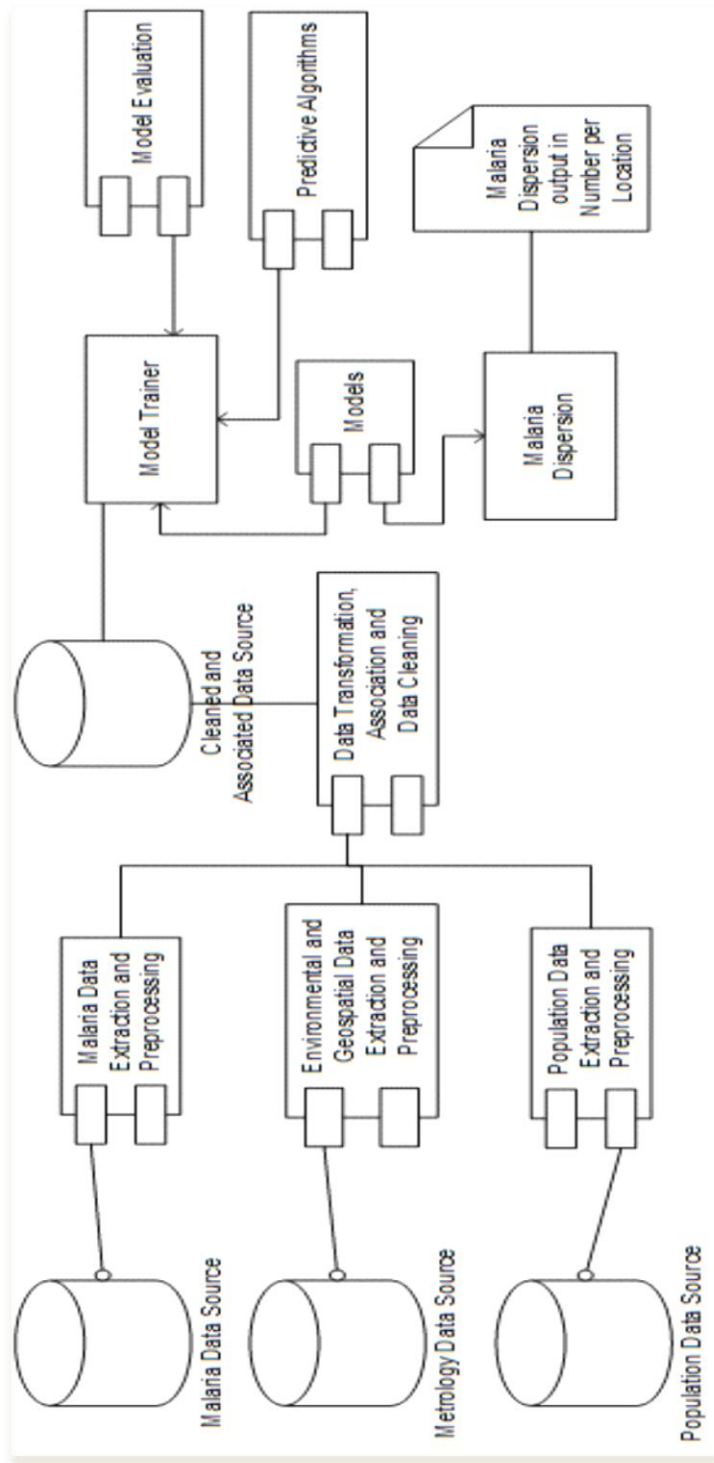 Malaria Data Source
Metrology Data Source
Population Data Source
Malaria Data
Extraction and
Preprocessing
Environmental and
Geospatial Data
Extraction and
Preprocessing
Population Data
Extraction and
Preprocessing
Cleaned and
Associated Data Source
Data Transformation,
Association and
Data Cleaning
Model Trainer
Models
Malaria
Dispersion
Model Evaluation
Predictive Algorithms
Malaria
Dispersion
output in
Number per
Location